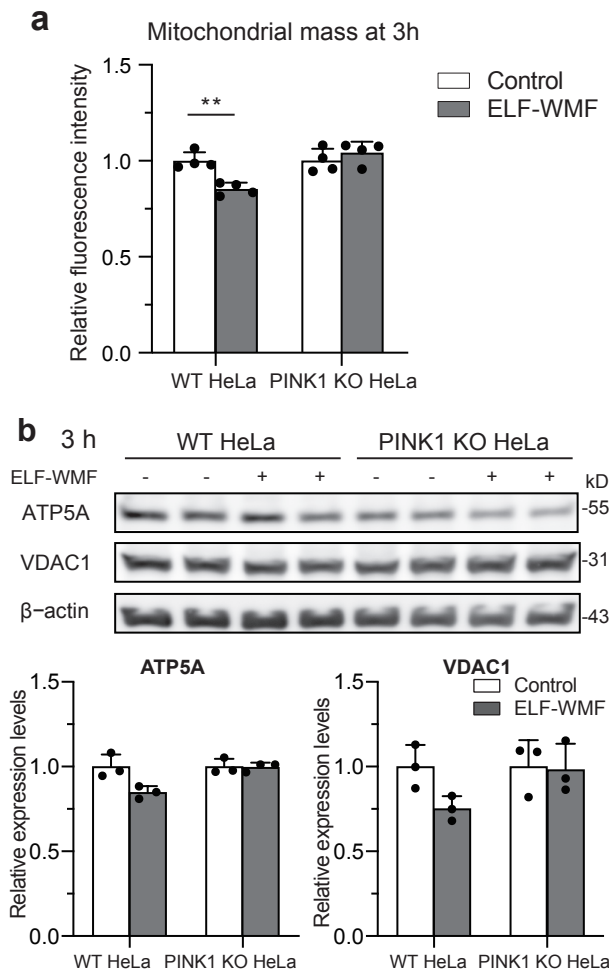 a
Mitochondrial mass at 3h
Relative fluorescence intensity
1.5
1.0
0.5
0.0
**
WT HeLa
PINK1 KO HeLa
Control
ELF-WMF
b
3 h
WT HeLa
PINK1 KO HeLa
ELF-WMF - - + + - - + + kD
ATP5A -55
VDAC1 -31
β−actin -43
ATP5A
Relative expression levels
1.5
1.0
0.5
0.0
WT HeLa
PINK1 KO HeLa
VDAC1
Relative expression levels
1.5
1.0
0.5
0.0
Control
ELF-WMF
WT HeLa
PINK1 KO HeLa